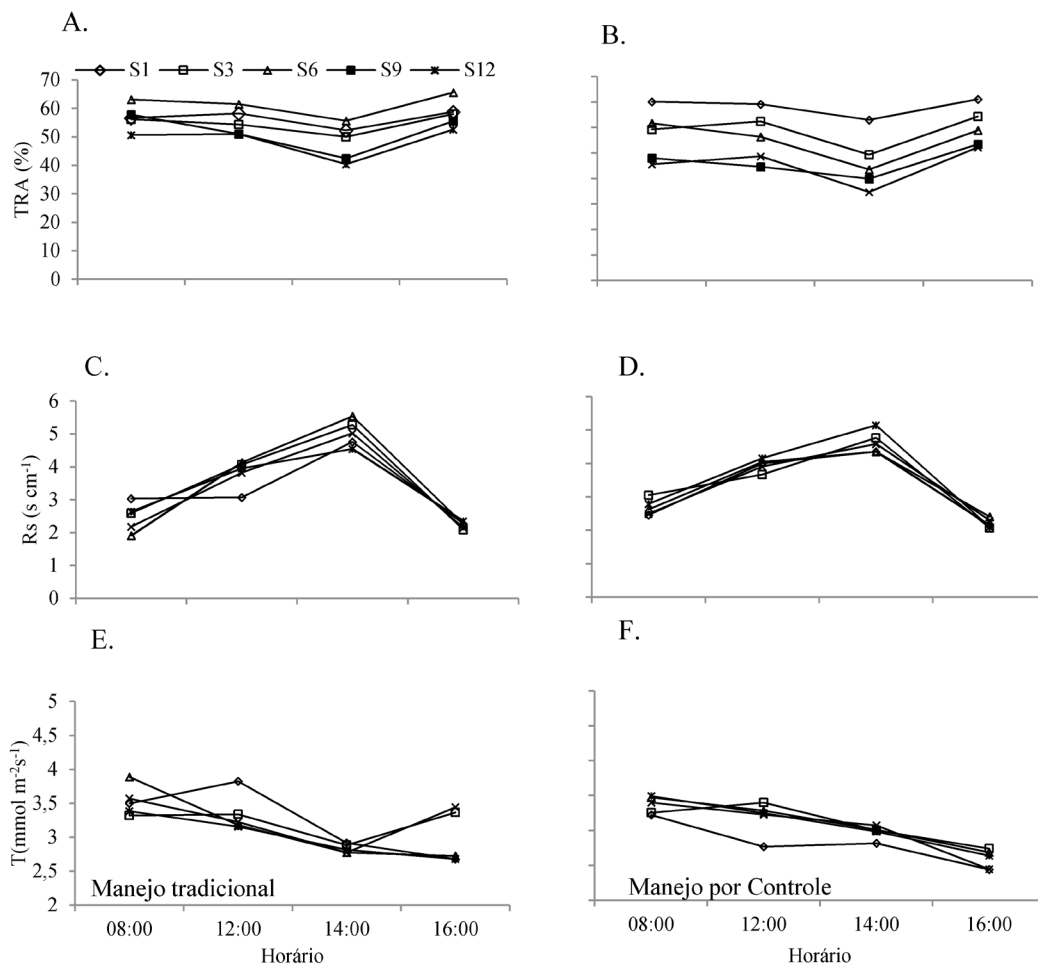 A.
B.
S1 S3 S6 S9 S12
70
60
50
40
30
20
10
0
TRA (%)
C.
D.
6
5
4
3
2
1
0
Rs (s cm⁻¹)
E.
F.
5
4,5
4
3,5
3
2,5
2
T(mmol m⁻²s⁻¹)
Manejo tradicional
Manejo por Controle
08:00 12:00 14:00 16:00
08:00 12:00 14:00 16:00
Horário
Horário